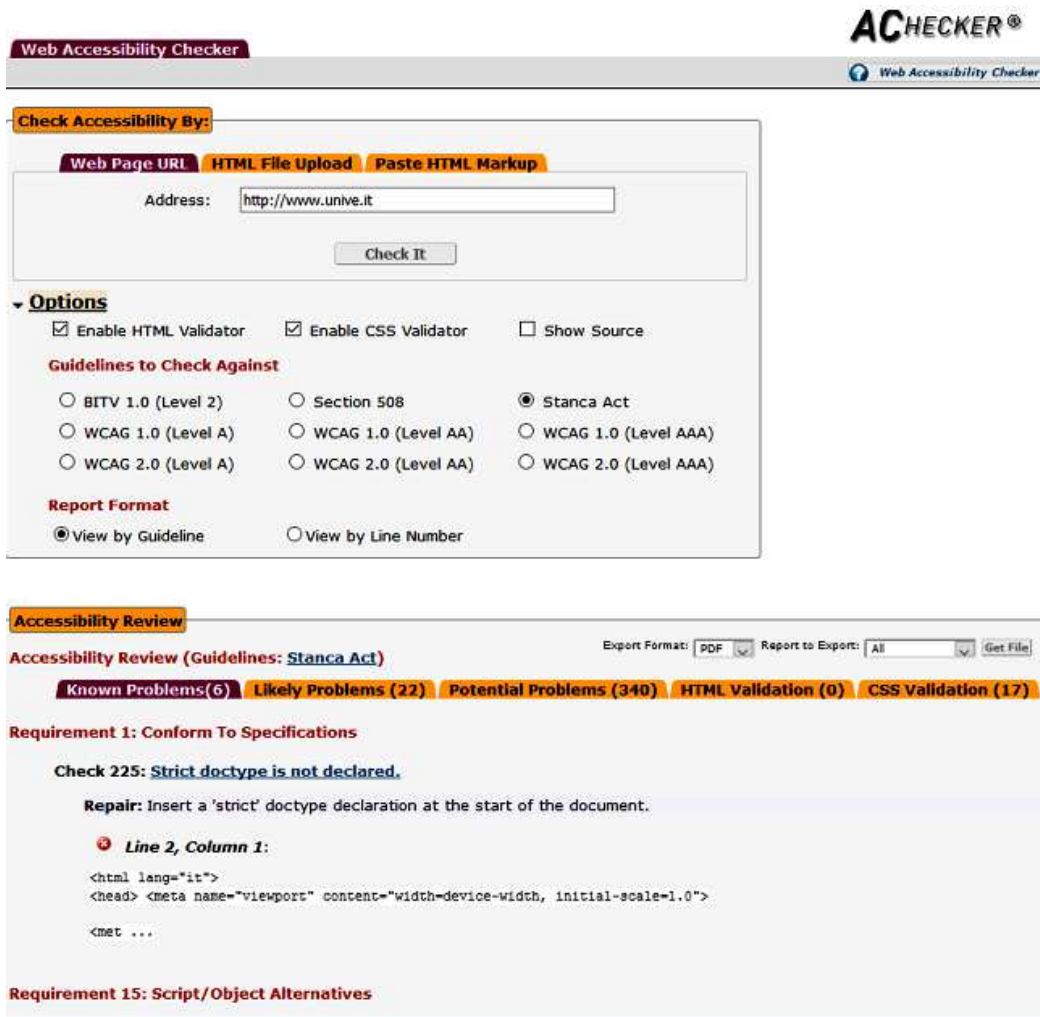 ACHECKER®
Web Accessibility Checker
Web Accessibility Checker
Check Accessibility By:
Web Page URL HTML File Upload Paste HTML Markup
Address: http://www.unive.it
Check It
Options
Enable HTML Validator Enable CSS Validator Show Source
Guidelines to Check Against
BITV 1.0 (Level 2) Section 508 Stanca Act
WCAG 1.0 (Level A) WCAG 1.0 (Level AA) WCAG 1.0 (Level AAA)
WCAG 2.0 (Level A) WCAG 2.0 (Level AA) WCAG 2.0 (Level AAA)
Report Format
View by Guideline View by Line Number
Accessibility Review
Accessibility Review (Guidelines: Stanca Act) Export Format: PDF Report to Export: All Get File
Known Problems(6) Likely Problems (22) Potential Problems (340) HTML Validation (0) CSS Validation (17)
Requirement 1: Conform To Specifications
Check 225: Strict doctype is not declared.
Repair: Insert a 'strict' doctype declaration at the start of the document.
Line 2, Column 1:
<html lang="it">
<head> <meta name="viewport" content="width=device-width, initial-scale=1.0">
<met ...
Requirement 15: Script/Object Alternatives